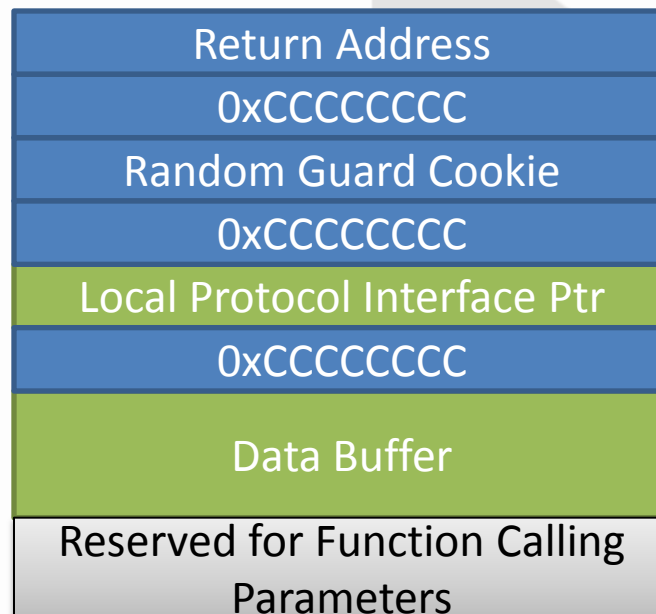 Return Address
0xCCCCCCCC
Random Guard Cookie
0xCCCCCCCC
Local Protocol Interface Ptr
0xCCCCCCCC
Data Buffer
Reserved for Function Calling
Parameters